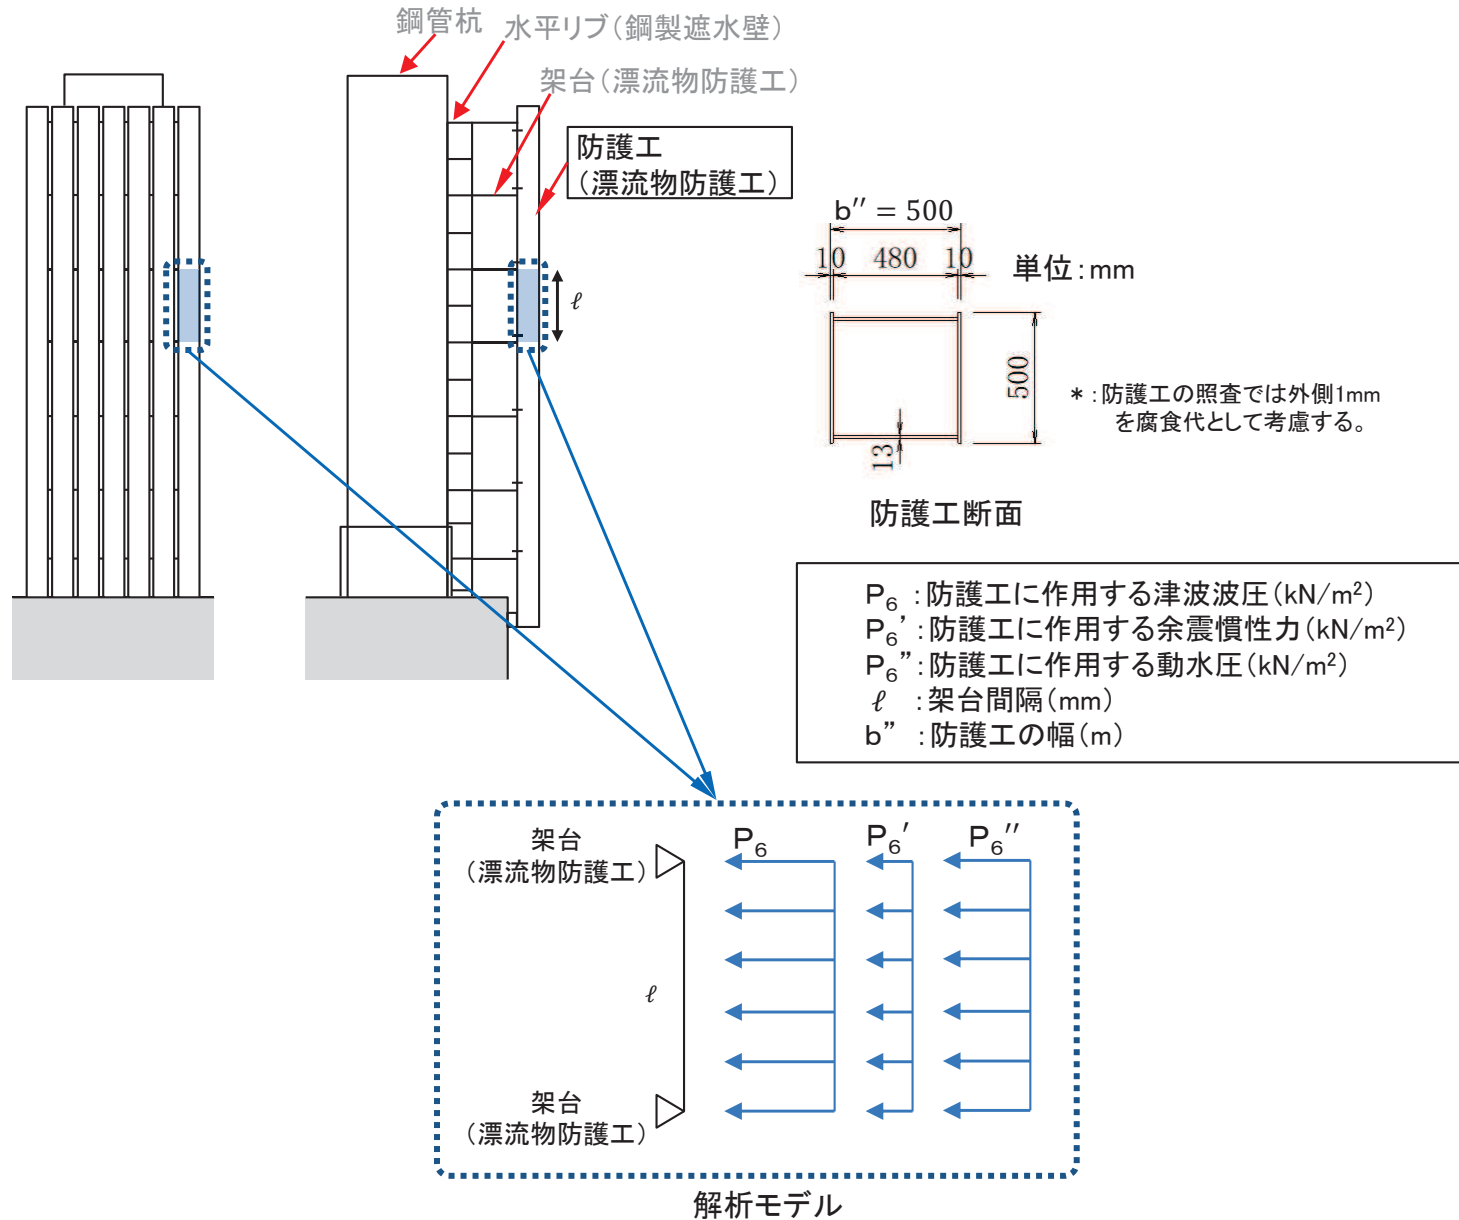 鋼管杭
水平リブ(鋼製遮水壁)
架台(漂流物防護工)
防護工
(漂流物防護工)
ℓ
b″ = 500
10 480 10
単位:mm
500
13
*:防護工の照査では外側1mm
を腐食代として考慮する。
防護工断面
P₆ :防護工に作用する津波波圧(kN/m²)
P₆’:防護工に作用する余震慣性力(kN/m²)
P₆”:防護工に作用する動水圧(kN/m²)
ℓ :架台間隔(mm)
b” :防護工の幅(m)
架台
(漂流物防護工)
P₆ P₆′ P₆″
ℓ
架台
(漂流物防護工)
解析モデル